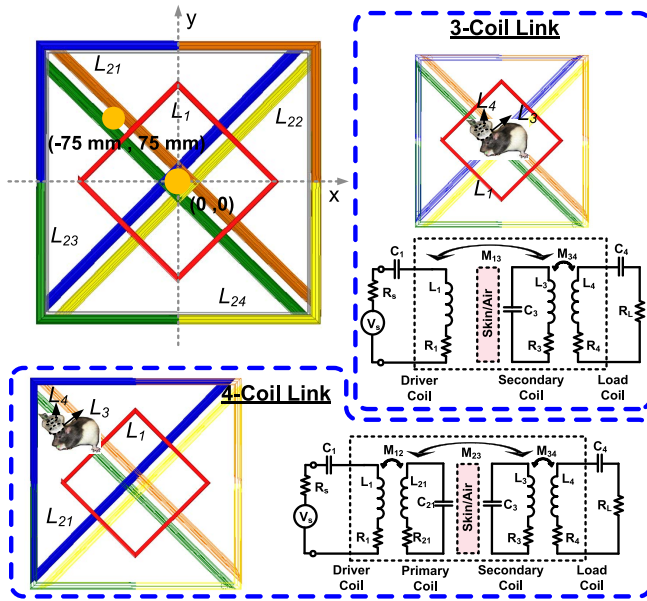 y
L21
L1
L22
(-75 mm , 75 mm)
x
(0 ,0)
L23
L24
3-Coil Link
L4
L3
L1
C1
M13
M34
C4
Rs
L1
Skin/Air
L3
L4
C3
RL
Vs
R1
R3
R4
Driver
Coil
Secondary
Coil
Load
Coil
4-Coil Link
L4
L3
L1
L21
C1
M12
M23
M34
C4
Rs
L1
L21
C21
Skin/Air
L3
C3
L4
RL
Vs
R1
R21
R3
R4
Driver
Coil
Primary
Coil
Secondary
Coil
Load
Coil